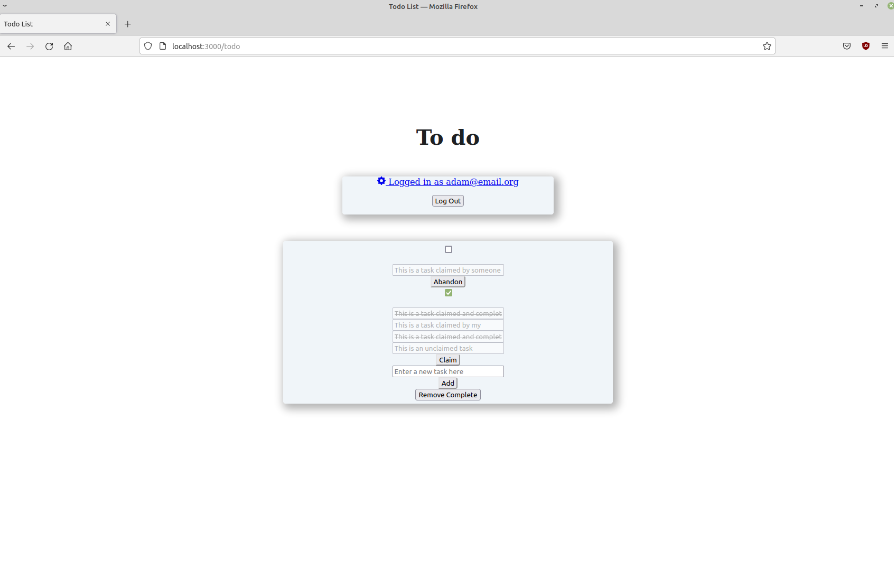 Todo List — Mozilla Firefox
Todo List
localhost:3000/todo
To do
Logged in as adam@email.org
Log Out
This is a task claimed by someone
Abandon
This is a task claimed and complet
This is a task claimed by my
This is a task claimed and complet
This is an unclaimed task
Claim
Enter a new task here
Add
Remove Complete